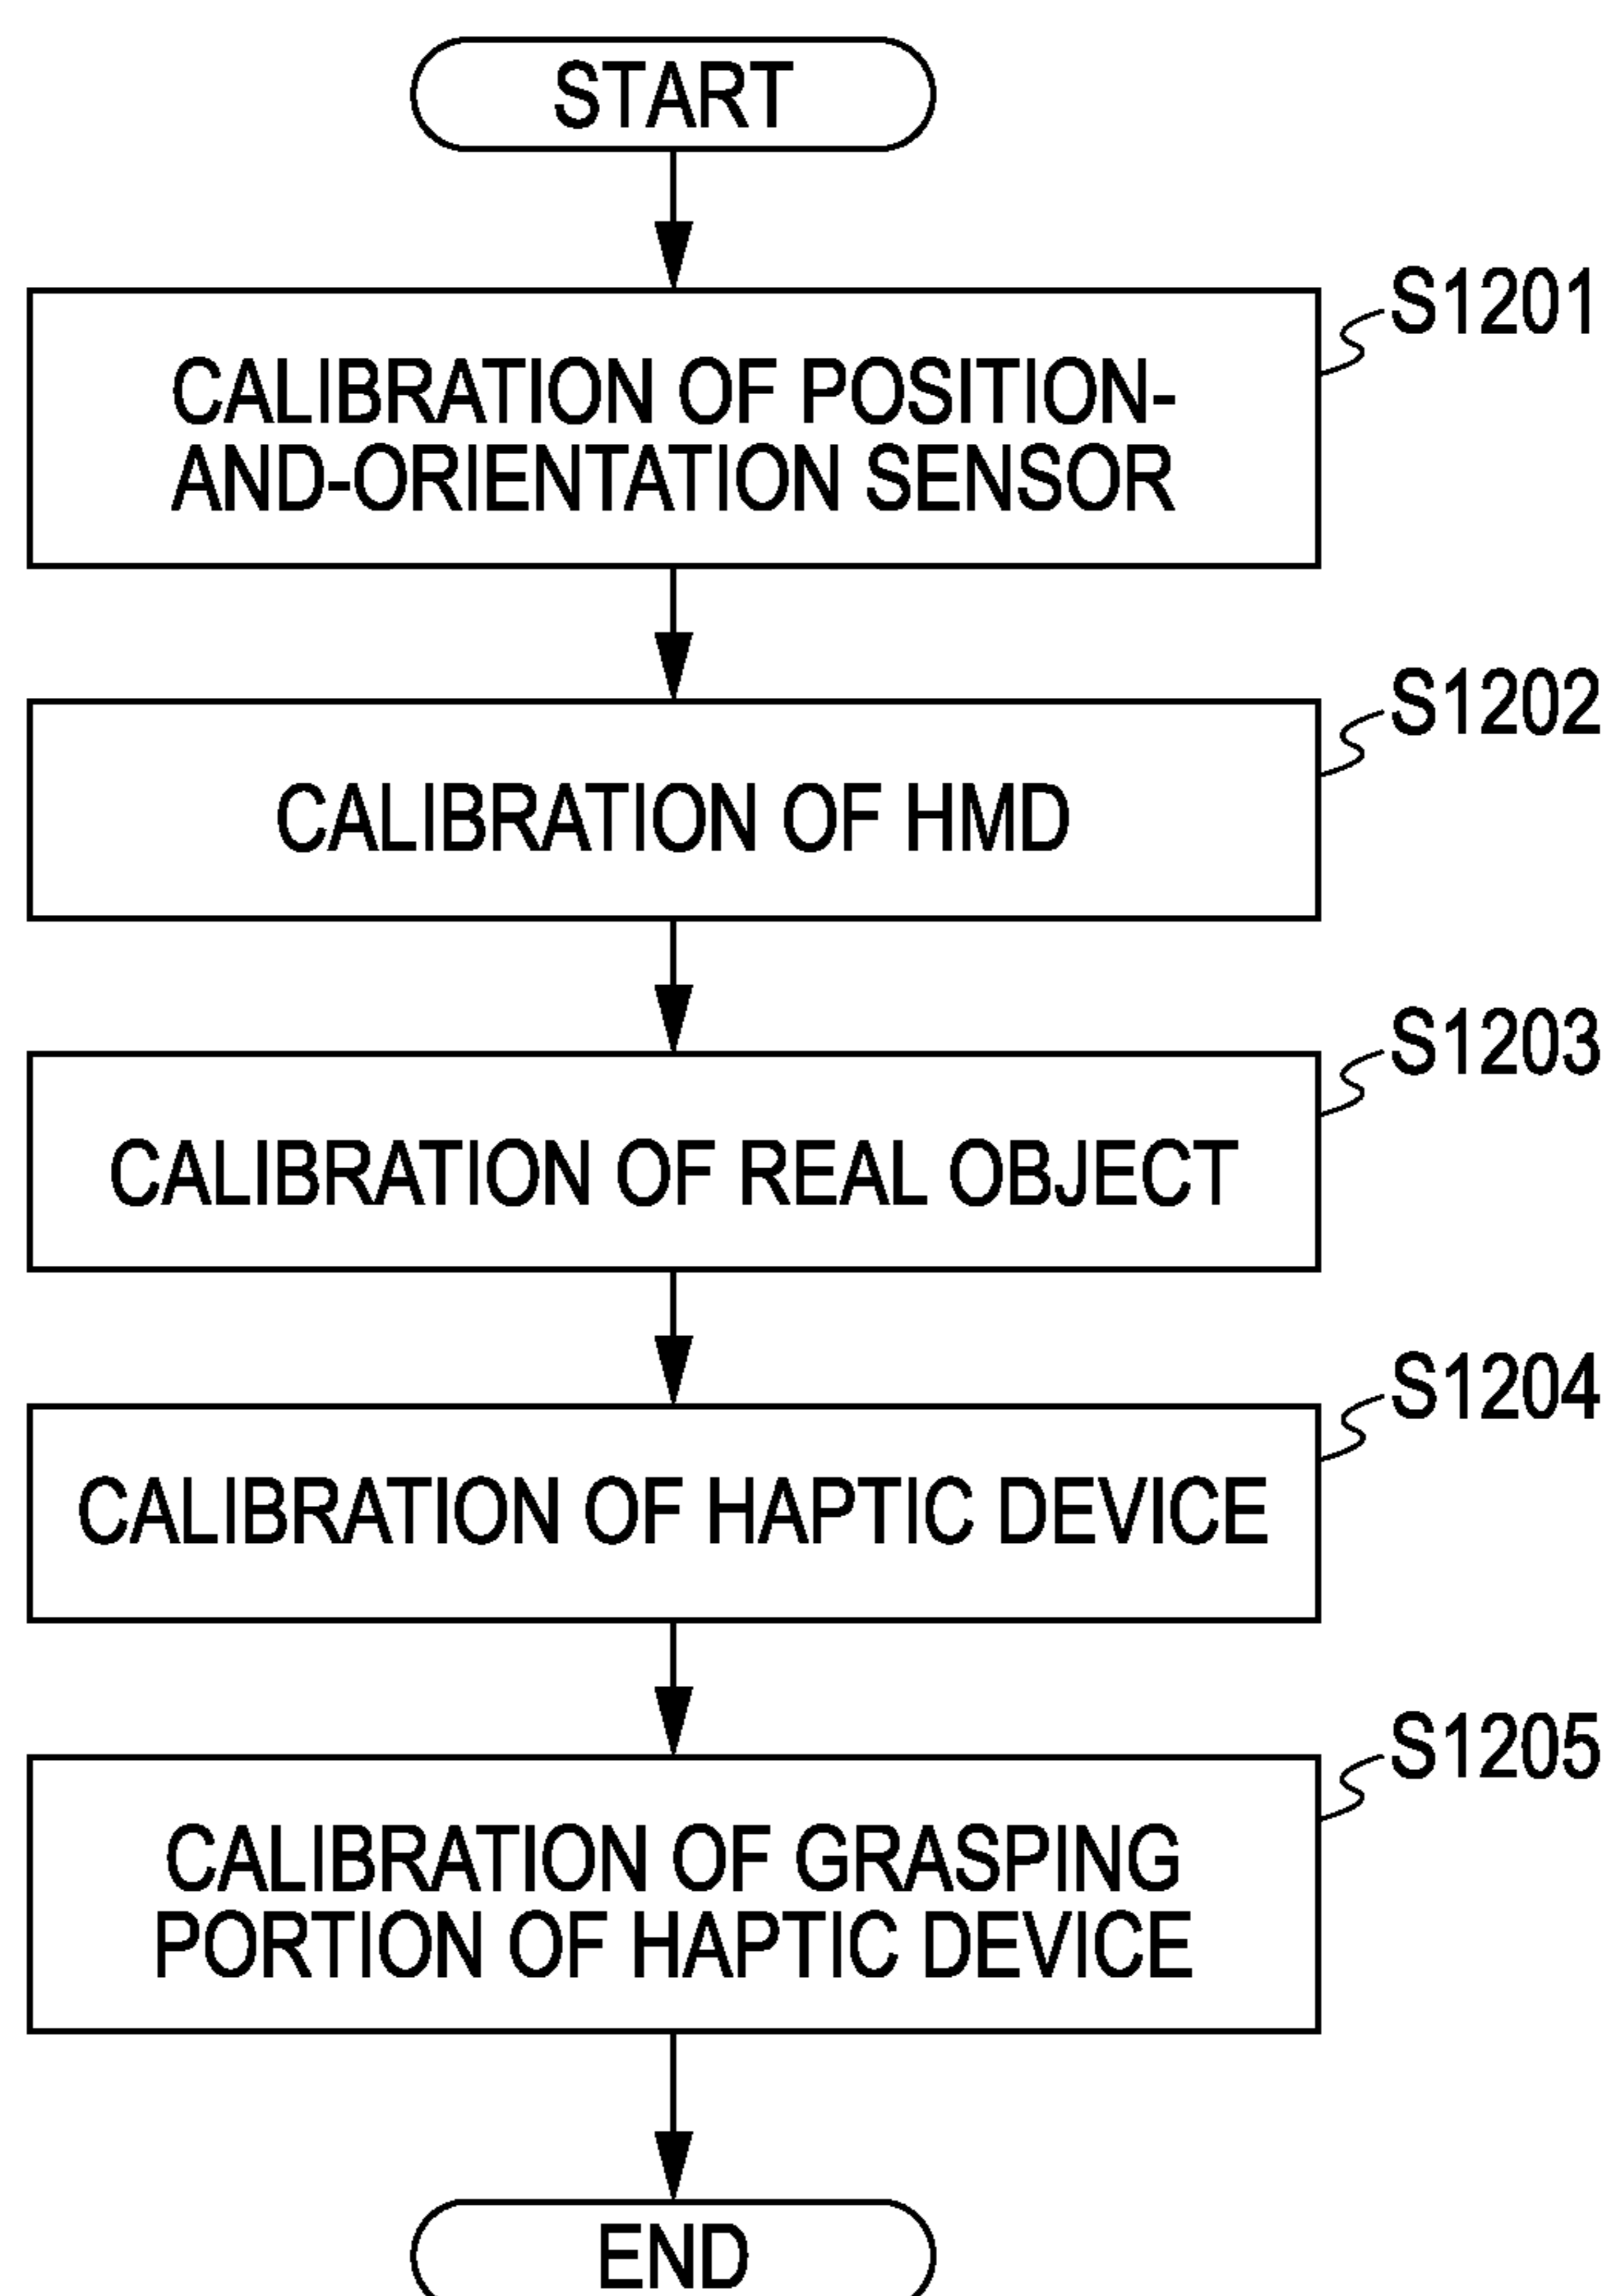 START
S1201
CALIBRATION OF POSITION-
AND-ORIENTATION SENSOR
S1202
CALIBRATION OF HMD
S1203
CALIBRATION OF REAL OBJECT
S1204
CALIBRATION OF HAPTIC DEVICE
S1205
CALIBRATION OF GRASPING
PORTION OF HAPTIC DEVICE
END